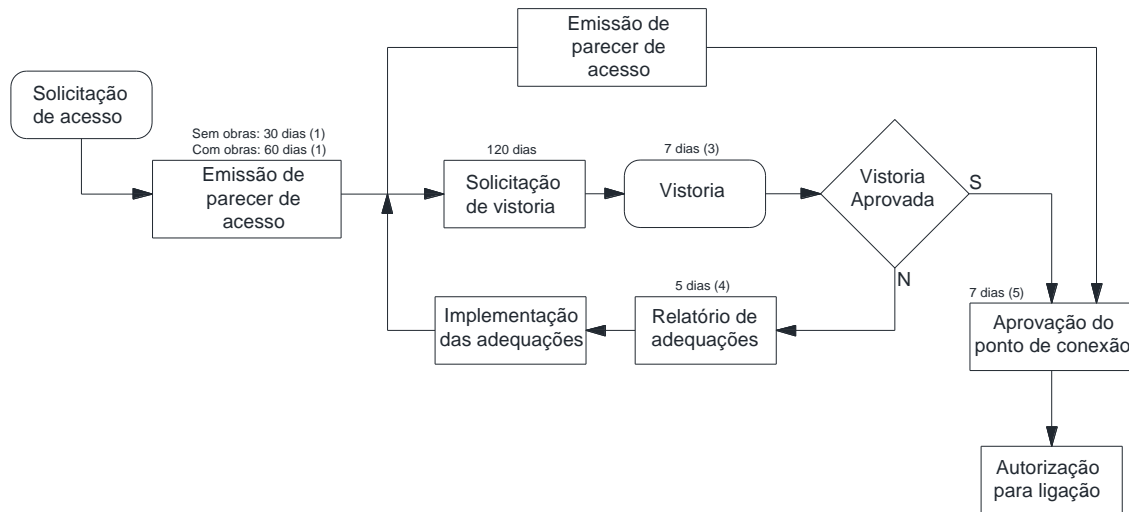 Emissão de
parecer de
acesso
Solicitação
de acesso
Sem obras: 30 dias (1)
Com obras: 60 dias (1)
Emissão de
parecer de
acesso
120 dias
Solicitação
de vistoria
7 dias (3)
Vistoria
Vistoria
Aprovada
S
N
Implementação
das adequações
5 dias (4)
Relatório de
adequações
7 dias (5)
Aprovação do
ponto de conexão
Autorização
para ligação